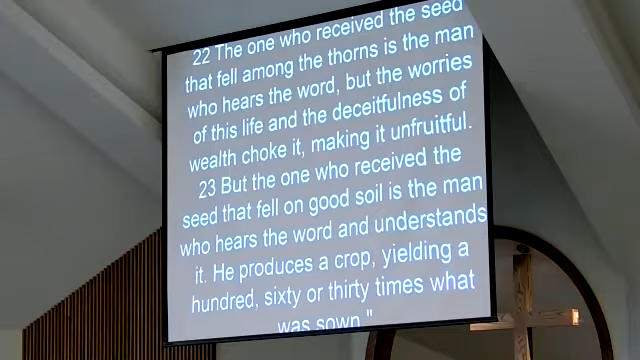 22 The one who received the seed
that fell among the thorns is the man
who hears the word, but the worries
of this life and the deceitfulness of
wealth choke it, making it unfruitful.
23 But the one who received the
seed that fell on good soil is the man
who hears the word and understands
it. He produces a crop, yielding a
hundred, sixty or thirty times what
was sown."